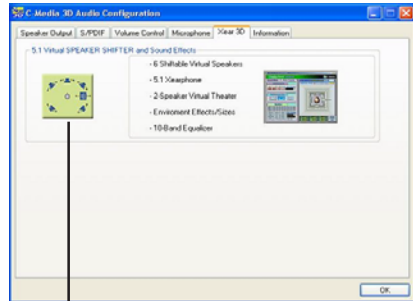 C-Media 3D Audio Configuration
Speaker Output S/PDIF Volume Control Microphone Xear 3D Information
5.1 Virtual SPEAKER SHIFTER and Sound Effects
- 6 Shiftable Virtual Speakers
- 5.1 Xearphone
- 2-Speaker Virtual Theater
- Enviroment Effects/Sizes
- 10-Band Equalizer
OK